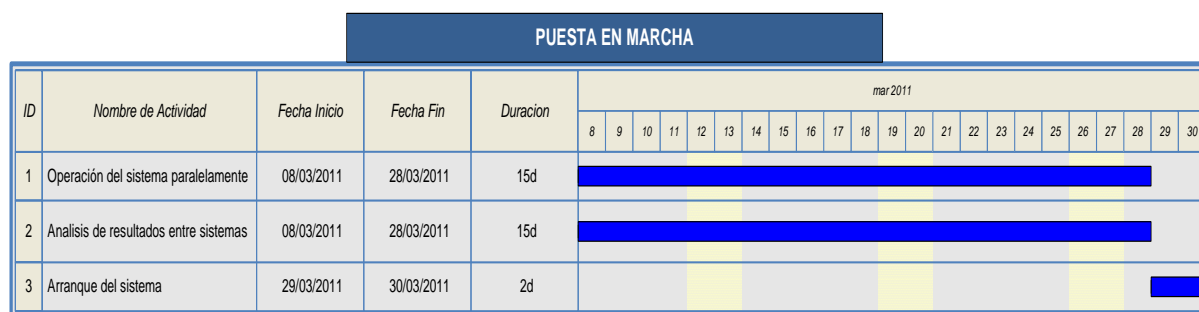 PUESTA EN MARCHA
ID Nombre de Actividad Fecha Inicio Fecha Fin Duracion mar 2011
8 9 10 11 12 13 14 15 16 17 18 19 20 21 22 23 24 25 26 27 28 29 30
1 Operación del sistema paralelamente 08/03/2011 28/03/2011 15d
2 Analisis de resultados entre sistemas 08/03/2011 28/03/2011 15d
3 Arranque del sistema 29/03/2011 30/03/2011 2d